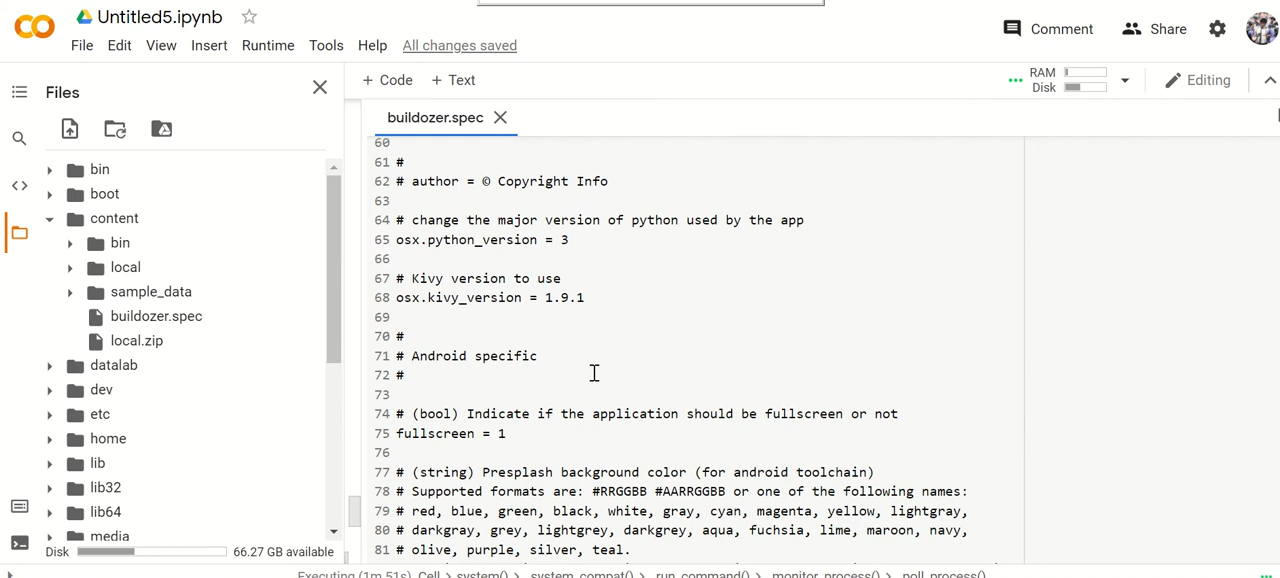 Untitled5.ipynb
File Edit View Insert Runtime Tools Help All changes saved
Comment Share
Files
+ Code + Text
RAM
Disk
Editing
buildozer.spec
bin
boot
content
bin
local
sample_data
buildozer.spec
local.zip
datalab
dev
etc
home
lib
lib32
lib64
media
Disk 66.27 GB available
60
61 #
62 # author = © Copyright Info
63
64 # change the major version of python used by the app
65 osx.python_version = 3
66
67 # Kivy version to use
68 osx.kivy_version = 1.9.1
69
70 #
71 # Android specific
72 #
73
74 # (bool) Indicate if the application should be fullscreen or not
75 fullscreen = 1
76
77 # (string) Presplash background color (for android toolchain)
78 # Supported formats are: #RRGGBB #AARRGGBB or one of the following names:
79 # red, blue, green, black, white, gray, cyan, magenta, yellow, lightgray,
80 # darkgray, grey, lightgrey, darkgrey, aqua, fuchsia, lime, maroon, navy,
81 # olive, purple, silver, teal.
Executing (1m 51s) Cell > system() > _system_compat() > _run_command() > _monitor_process() > _poll_process()